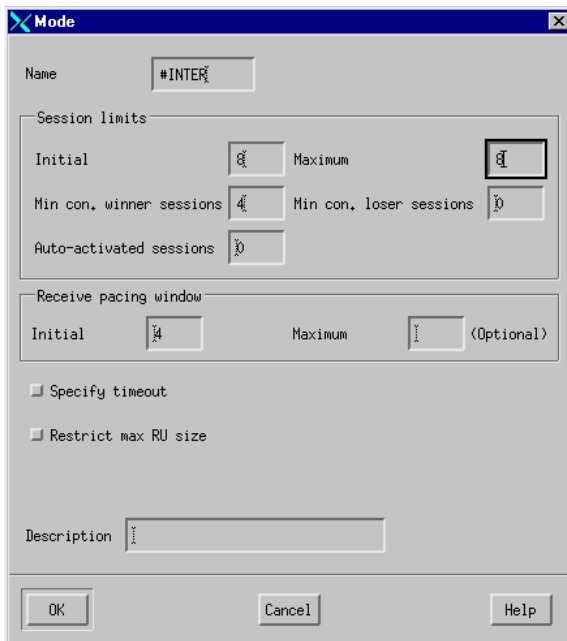 Mode
Name #INTER
Session limits
Initial 8 Maximum 8
Min con. winner sessions 4 Min con. loser sessions 0
Auto-activated sessions 0
Receive pacing window
Initial 4 Maximum (Optional)
Specify timeout
Restrict max RU size
Description
OK Cancel Help